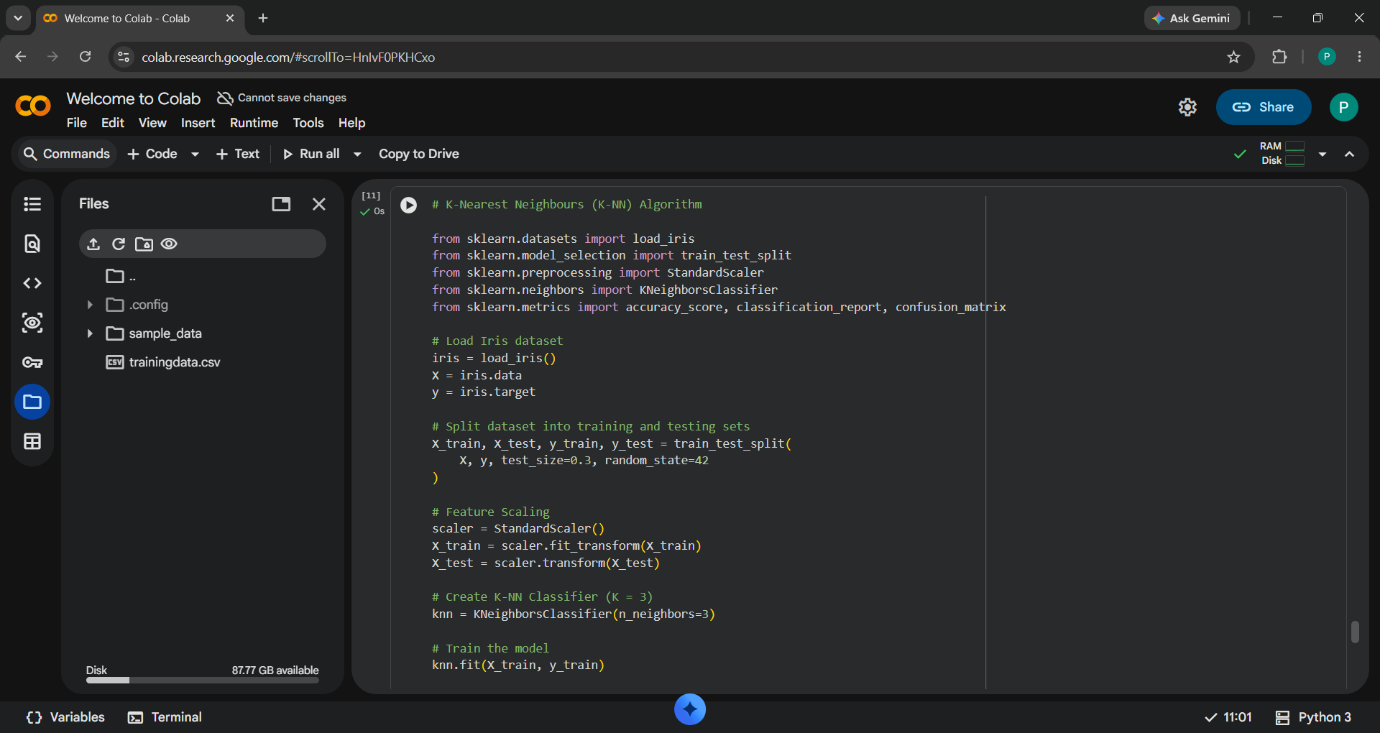 Welcome to Colab - Colab
Ask Gemini
colab.research.google.com/#scrollTo=HnIvF0PKHCxo
P
Welcome to Colab
Cannot save changes
File Edit View Insert Runtime Tools Help
Share
P
Commands + Code + Text Run all Copy to Drive
RAM
Disk
Files
..
.config
sample_data
CSV trainingdata.csv
Disk 87.77 GB available
[11]
0s
# K-Nearest Neighbours (K-NN) Algorithm
from sklearn.datasets import load_iris
from sklearn.model_selection import train_test_split
from sklearn.preprocessing import StandardScaler
from sklearn.neighbors import KNeighborsClassifier
from sklearn.metrics import accuracy_score, classification_report, confusion_matrix
# Load Iris dataset
iris = load_iris()
X = iris.data
y = iris.target
# Split dataset into training and testing sets
X_train, X_test, y_train, y_test = train_test_split(
    X, y, test_size=0.3, random_state=42
)
# Feature Scaling
scaler = StandardScaler()
X_train = scaler.fit_transform(X_train)
X_test = scaler.transform(X_test)
# Create K-NN Classifier (K = 3)
knn = KNeighborsClassifier(n_neighbors=3)
# Train the model
knn.fit(X_train, y_train)
Variables Terminal
11:01 Python 3